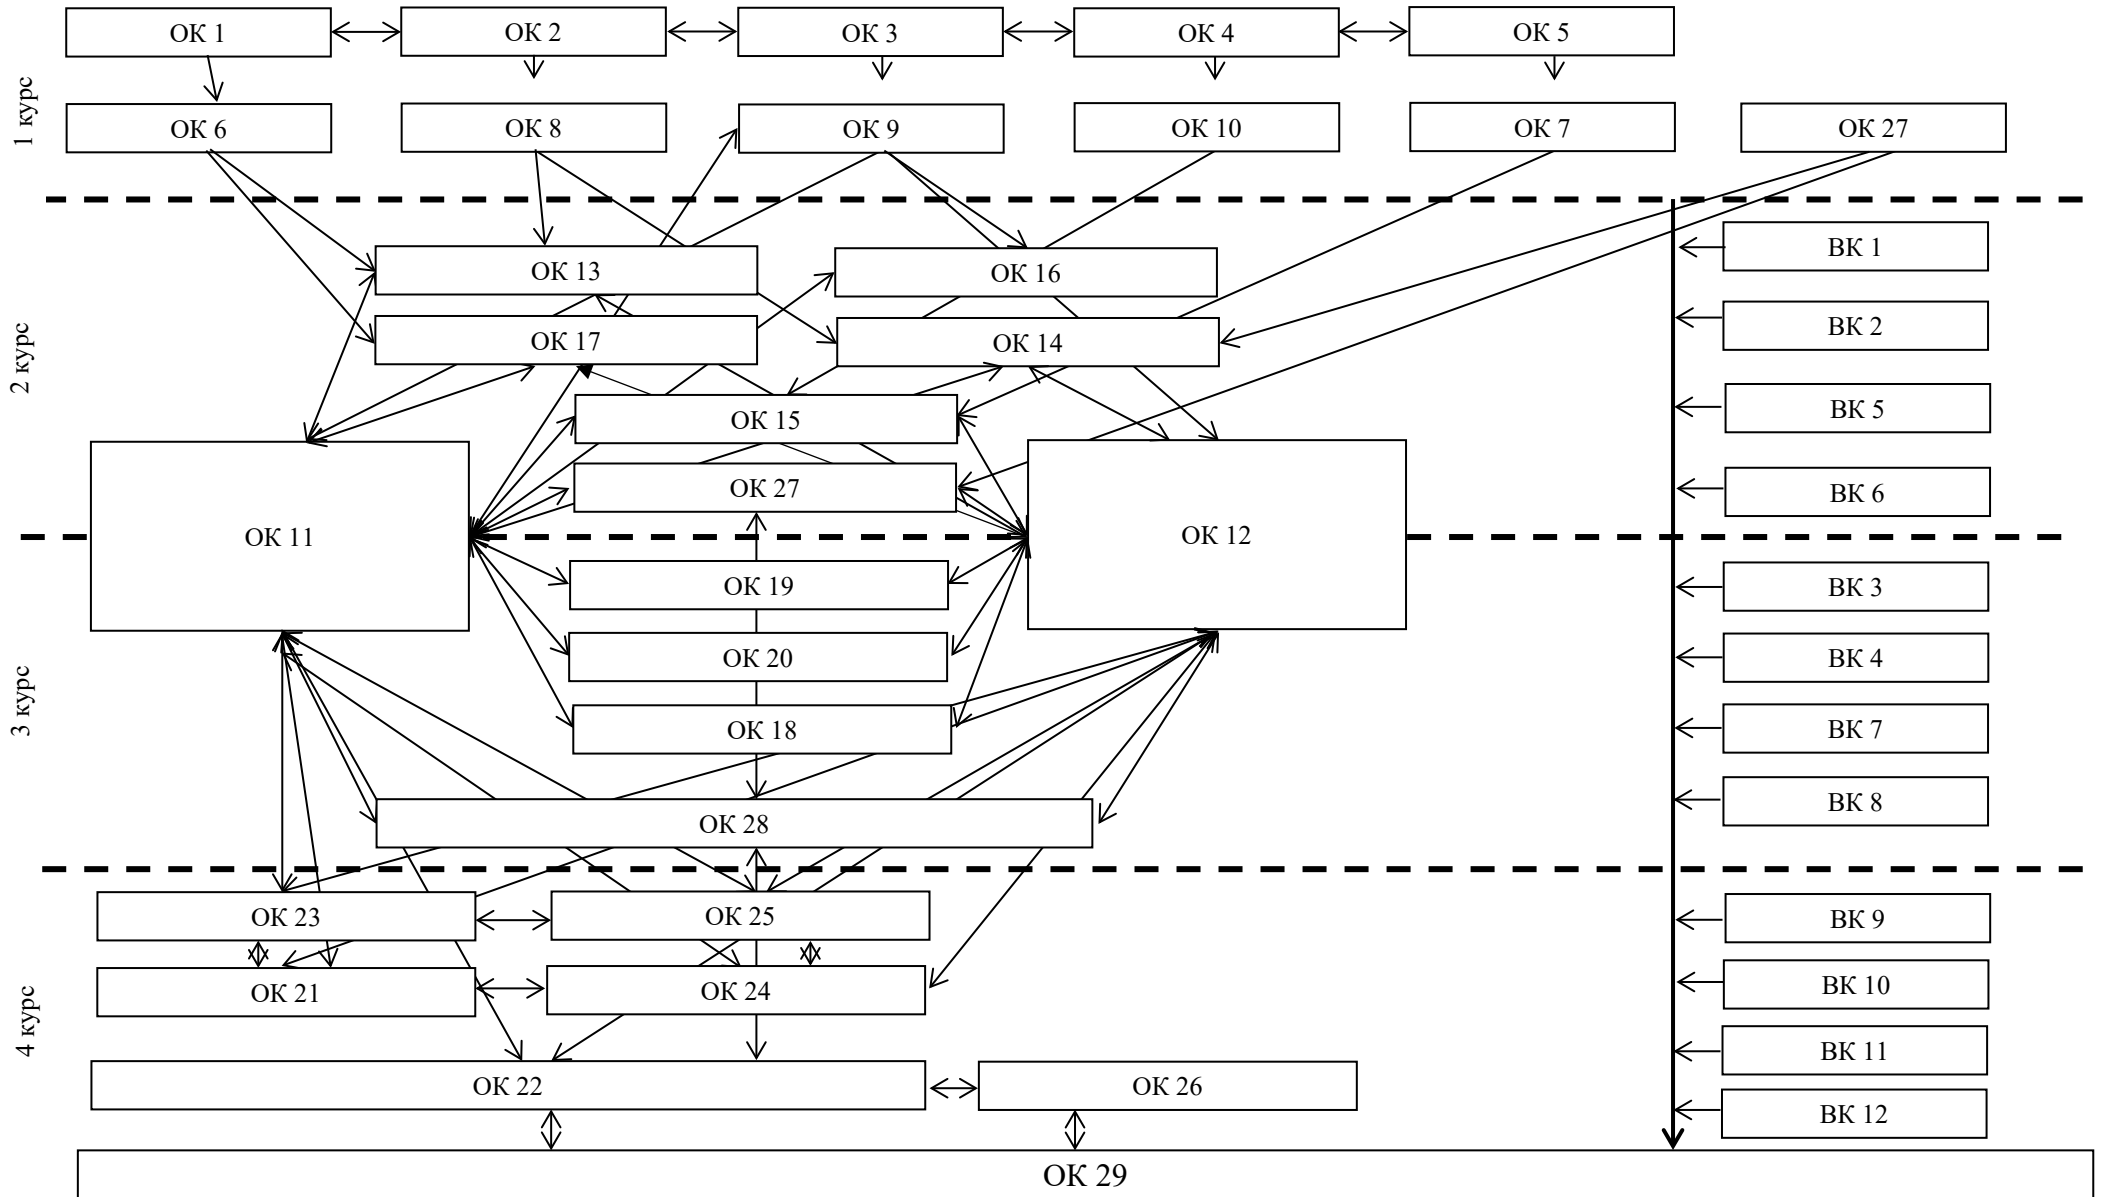 ОК 1
ОК 2
ОК 3
ОК 4
ОК 5
1 курс
ОК 6
ОК 8
ОК 9
ОК 10
ОК 7
ОК 27
2 курс
ОК 13
ОК 16
ВК 1
ОК 17
ОК 14
ВК 2
ОК 15
ВК 5
ОК 27
ВК 6
ОК 11
ОК 12
3 курс
ОК 19
ВК 3
ОК 20
ВК 4
ОК 18
ВК 7
ОК 28
ВК 8
4 курс
ОК 23
ОК 25
ВК 9
ОК 21
ОК 24
ВК 10
ВК 11
ОК 22
ОК 26
ВК 12
ОК 29